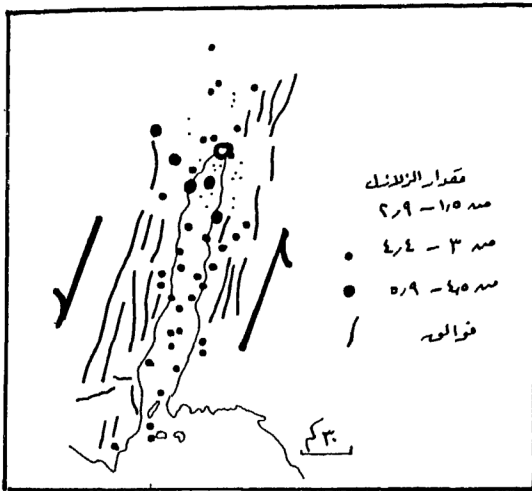 مقدار الزلازل
من ١٫٥ – ٢٫٩
من ٣ – ٤٫٤
من ٤٫٥ – ٥٫٩
فوالق
٣٠ كم